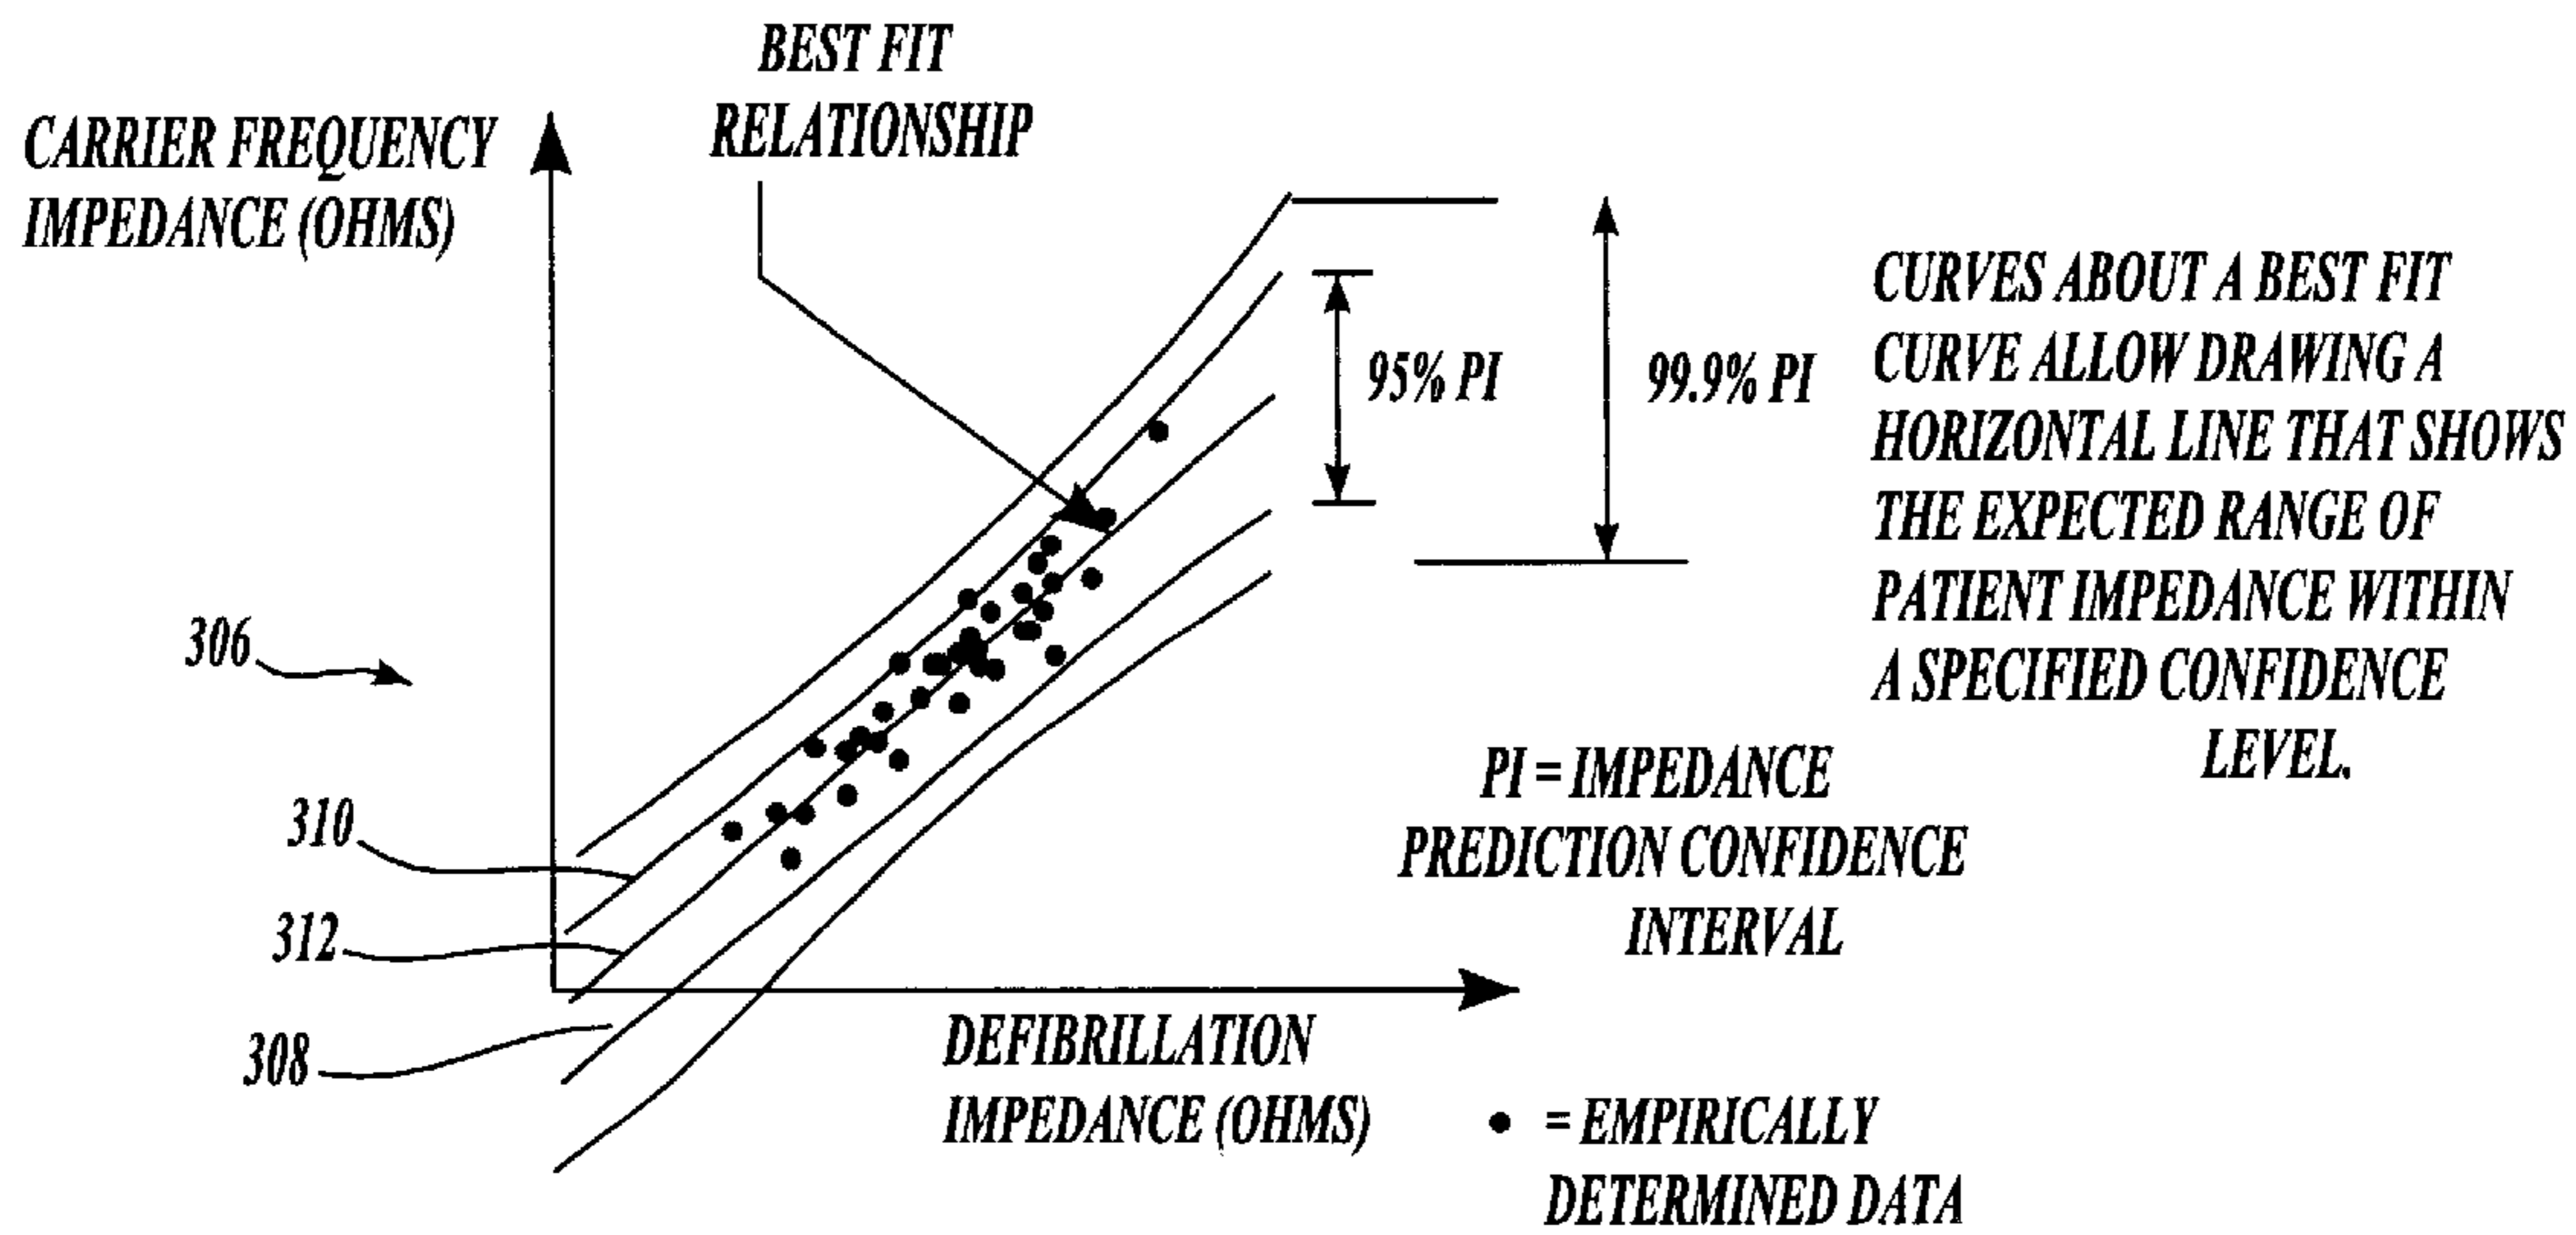 BEST FIT
RELATIONSHIP
CARRIER FREQUENCY
IMPEDANCE (OHMS)
95% PI
99.9% PI
CURVES ABOUT A BEST FIT
CURVE ALLOW DRAWING A
HORIZONTAL LINE THAT SHOWS
THE EXPECTED RANGE OF
PATIENT IMPEDANCE WITHIN
A SPECIFIED CONFIDENCE
LEVEL.
306
310
312
308
PI = IMPEDANCE
PREDICTION CONFIDENCE
INTERVAL
DEFIBRILLATION
IMPEDANCE (OHMS)
• = EMPIRICALLY
DETERMINED DATA